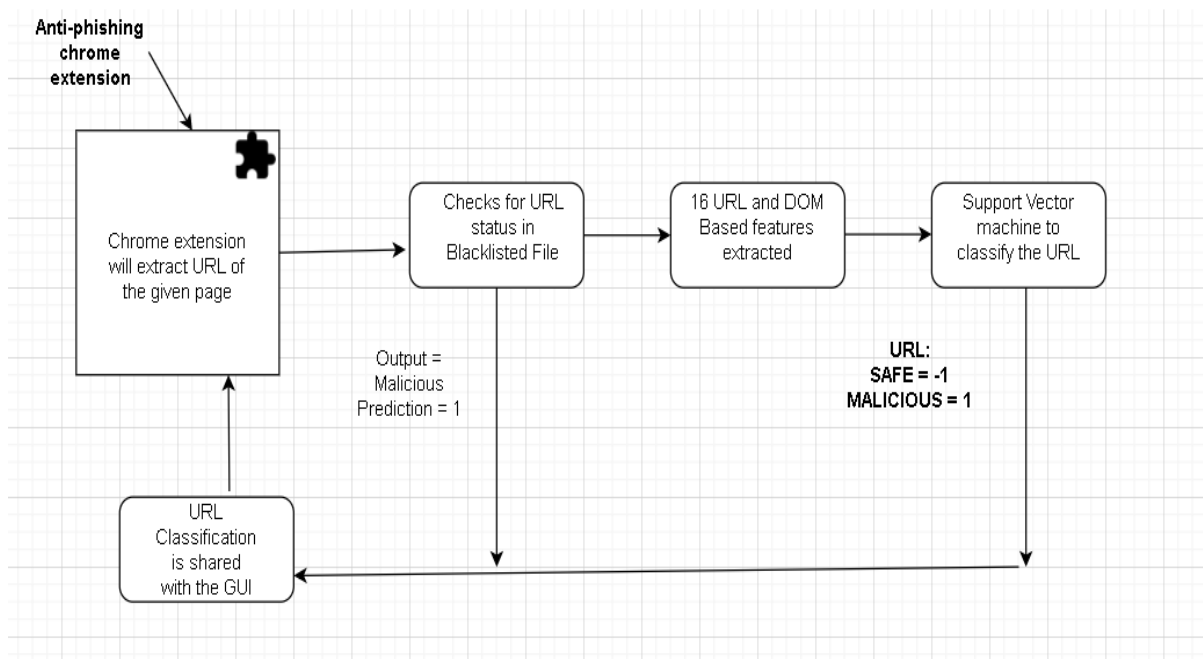 Anti-phishing
chrome
extension
Chrome extension
will extract URL of
the given page
Checks for URL
status in
Blacklisted File
16 URL and DOM
Based features
extracted
Support Vector
machine to
classify the URL
Output =
Malicious
Prediction = 1
URL:
SAFE = -1
MALICIOUS = 1
URL
Classification
is shared
with the GUI